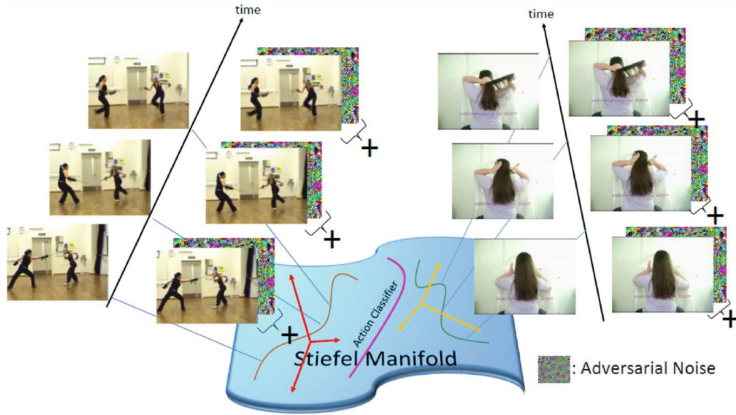 time
time
+
+
+
+
+
+
Action Classifier
Stiefel Manifold
: Adversarial Noise